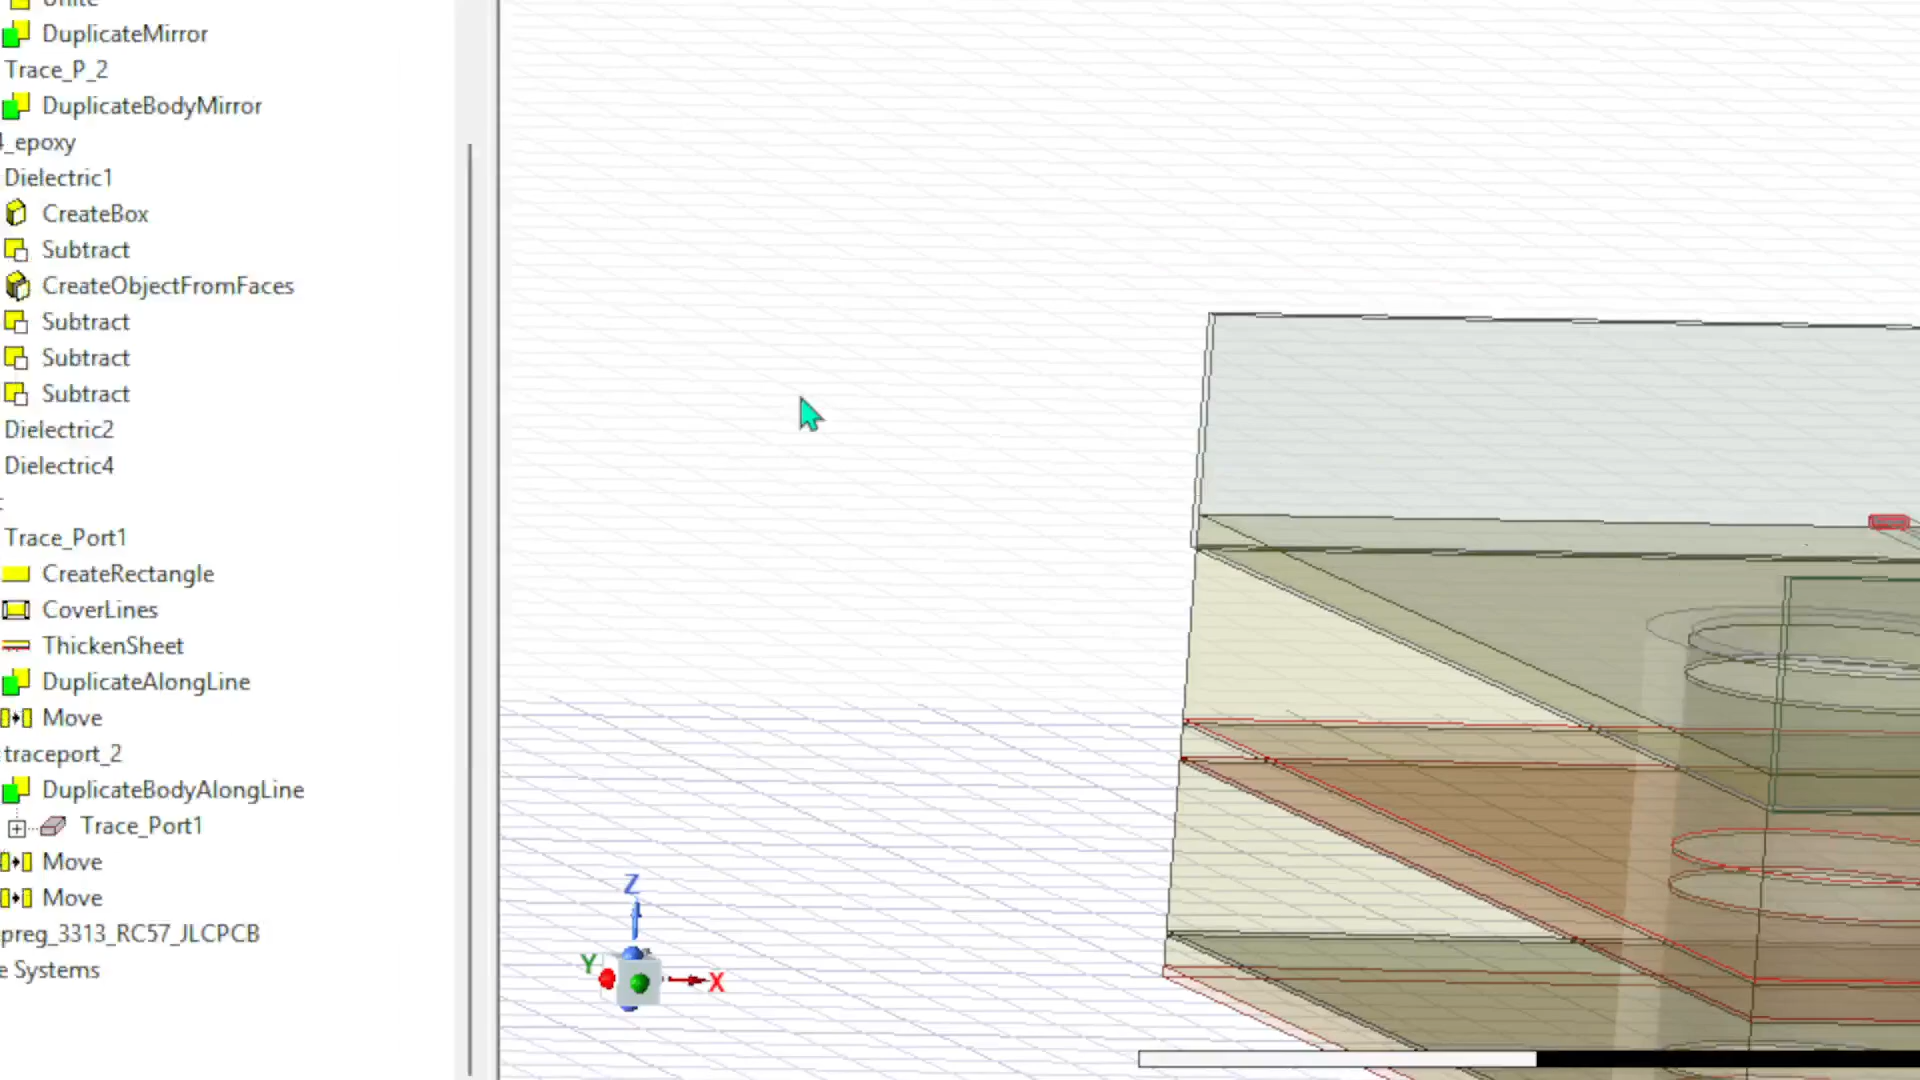 Unite
DuplicateMirror
Trace_P_2
DuplicateBodyMirror
_epoxy
Dielectric1
CreateBox
Subtract
CreateObjectFromFaces
Subtract
Subtract
Subtract
Dielectric2
Dielectric4
Trace_Port1
CreateRectangle
CoverLines
ThickenSheet
DuplicateAlongLine
Move
traceport_2
DuplicateBodyAlongLine
Trace_Port1
Move
Move
preg_3313_RC57_JLCPCB
e Systems
Z
Y
X